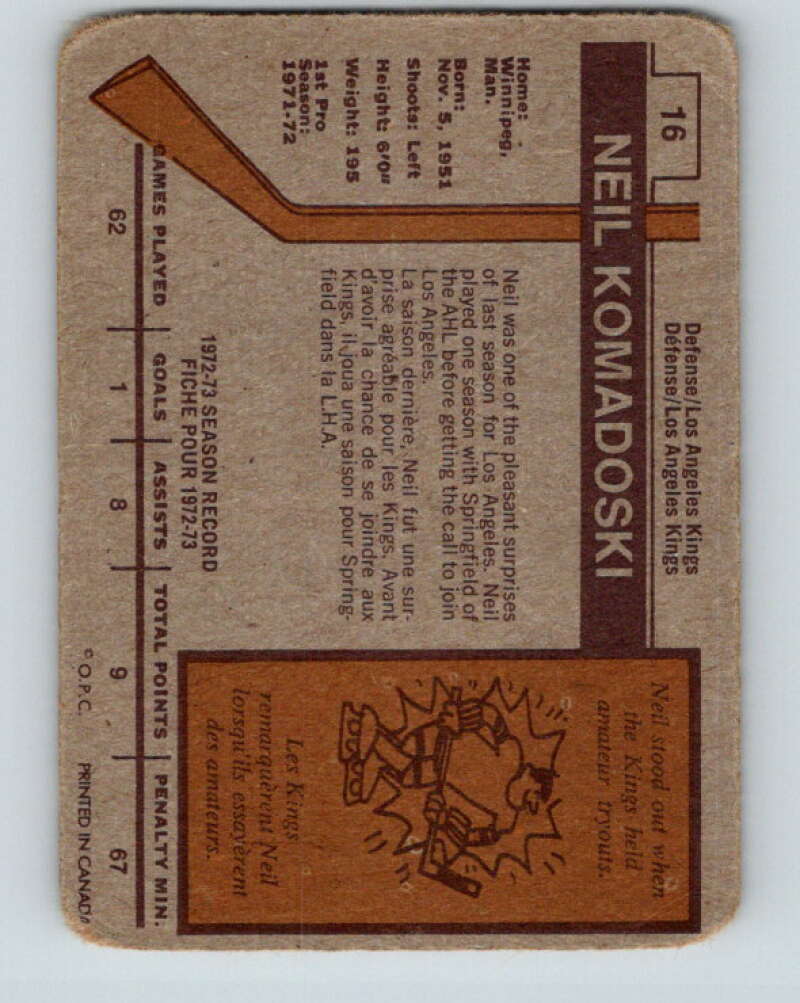 16
Defense/Los Angeles Kings
Défense/Los Angeles Kings
NEIL KOMADOSKI
Home:
Winnipeg,
Man.
Born:
Nov. 5, 1951
Shoots: Left
Height: 6'0"
Weight: 195
1st Pro
Season:
1971-72
Neil was one of the pleasant surprises
of last season for Los Angeles. Neil
played one season with Springfield of
the AHL before getting the call to join
Los Angeles.
La saison dernière, Neil fut une sur-
prise agréable pour les Kings. Avant
d'avoir la chance de se joindre aux
Kings, il joua une saison pour Spring-
field dans la L.H.A.
Neil stood out when
the Kings held
amateur tryouts.
Les Kings
remarquèrent Neil
lorsqu'ils essayèrent
des amateurs.
1972-73 SEASON RECORD
FICHE POUR 1972-73
GAMES PLAYED GOALS ASSISTS TOTAL POINTS PENALTY MIN.
62 1 8 9 67
© O.P.C. PRINTED IN CANADA